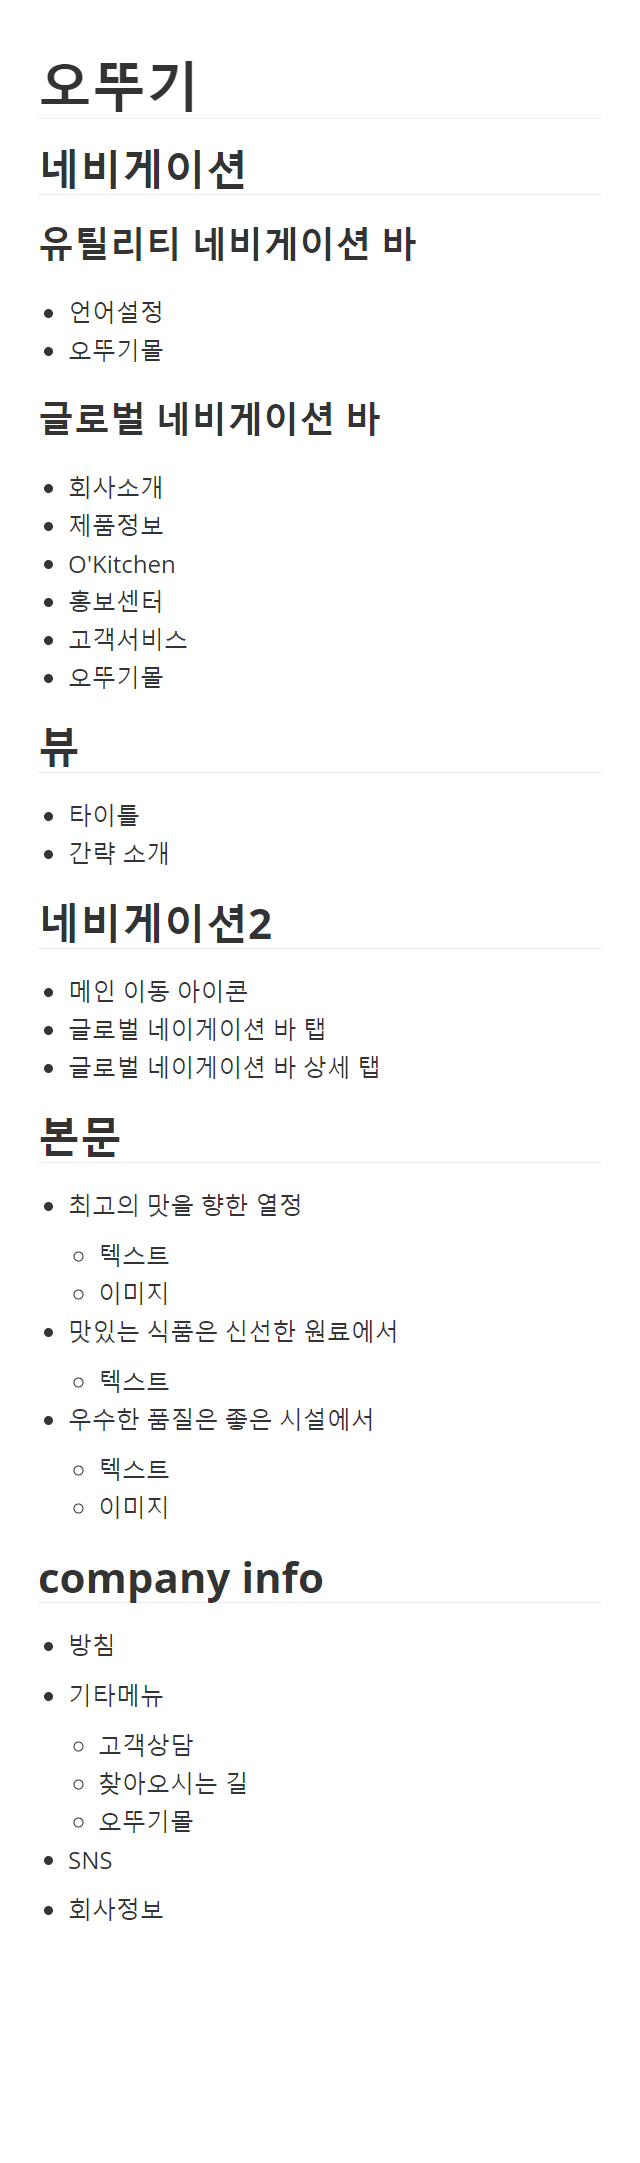 오뚜기
네비게이션
유틸리티 네비게이션 바
언어설정
오뚜기몰
글로벌 네비게이션 바
회사소개
제품정보
O'Kitchen
홍보센터
고객서비스
오뚜기몰
뷰
타이틀
간략 소개
네비게이션2
메인 이동 아이콘
글로벌 네이게이션 바 탭
글로벌 네이게이션 바 상세 탭
본문
최고의 맛을 향한 열정
텍스트
이미지
맛있는 식품은 신선한 원료에서
텍스트
우수한 품질은 좋은 시설에서
텍스트
이미지
company info
방침
기타메뉴
고객상담
찾아오시는 길
오뚜기몰
SNS
회사정보